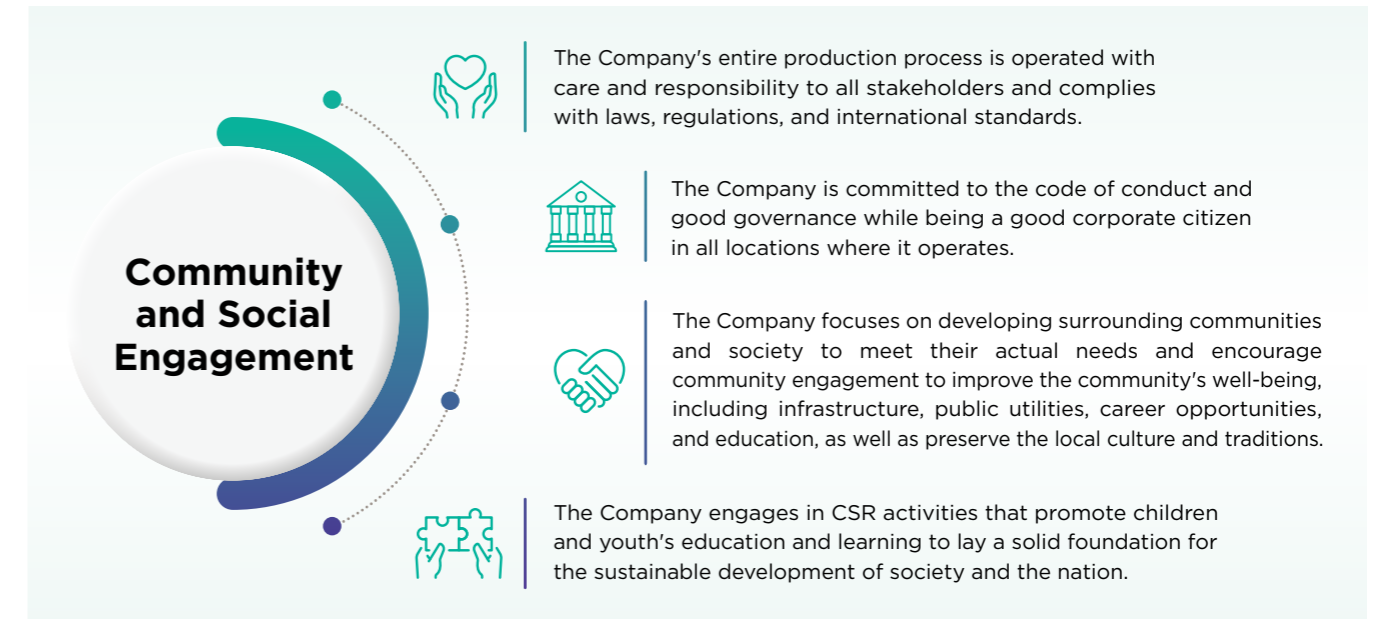 Community
and Social
Engagement
The Company's entire production process is operated with
care and responsibility to all stakeholders and complies
with laws, regulations, and international standards.
The Company is committed to the code of conduct and
good governance while being a good corporate citizen
in all locations where it operates.
The Company focuses on developing surrounding communities
and society to meet their actual needs and encourage
community engagement to improve the community's well-being,
including infrastructure, public utilities, career opportunities,
and education, as well as preserve the local culture and traditions.
The Company engages in CSR activities that promote children
and youth's education and learning to lay a solid foundation for
the sustainable development of society and the nation.